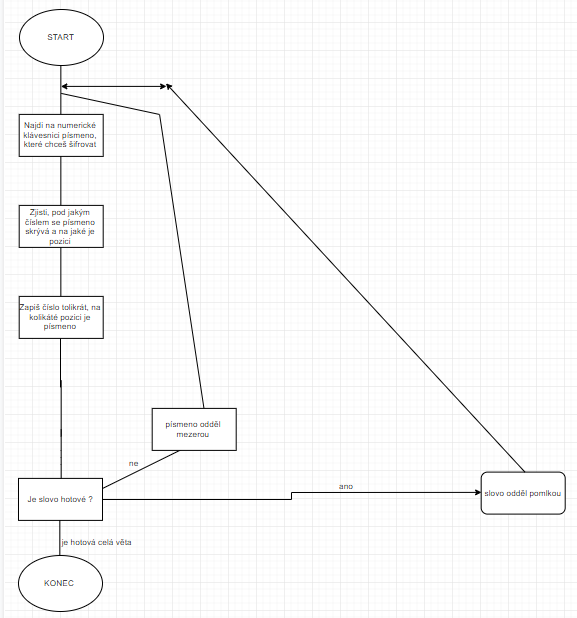 START
Najdi na numerické
klávesnici písmeno,
které chceš šifrovat
Zjisti, pod jakým
číslem se písmeno
skrývá a na jaké je
pozici
Zapiš číslo tolikrát, na
kolikáté pozici je
písmeno
písmeno odděl
mezerou
ne
ano
Je slovo hotové ?
slovo odděl pomlkou
je hotová celá věta
KONEC